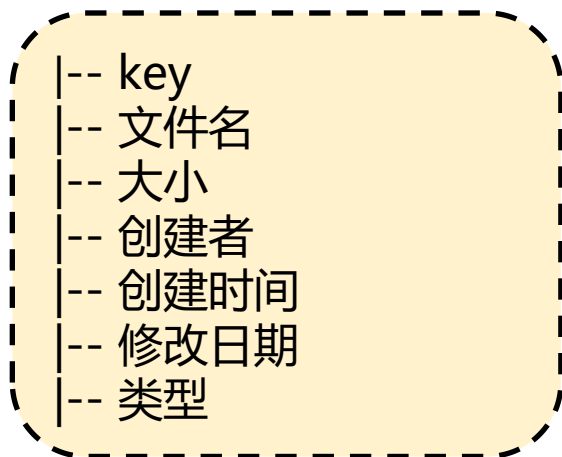 |-- key
|-- 文件名
|-- 大小
|-- 创建者
|-- 创建时间
|-- 修改日期
|-- 类型